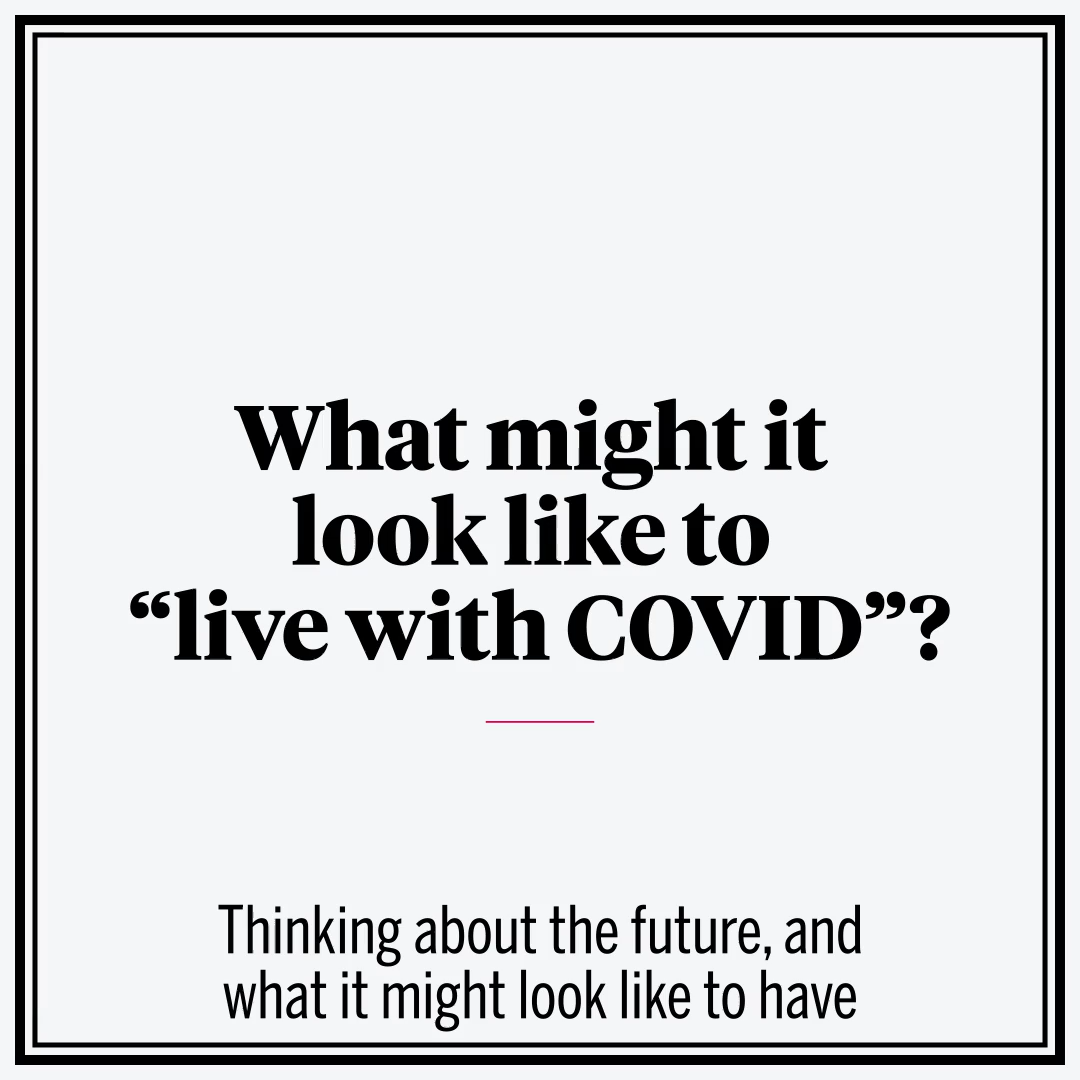 What might it
look like to
“live with COVID”?
Thinking about the future, and
what it might look like to have